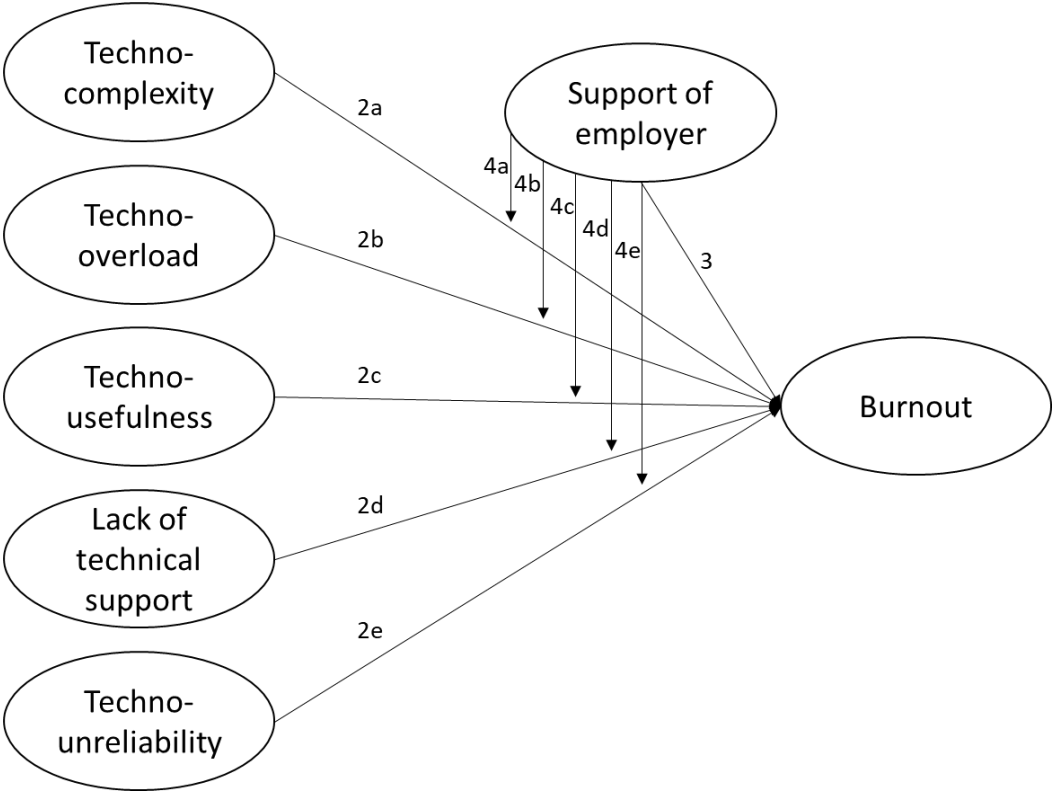 Techno-
complexity
Support of
employer
2a
4a
4b
4c
4d
4e
3
Techno-
overload
2b
Techno-
usefulness
2c
Burnout
Lack of
technical
support
2d
Techno-
unreliability
2e